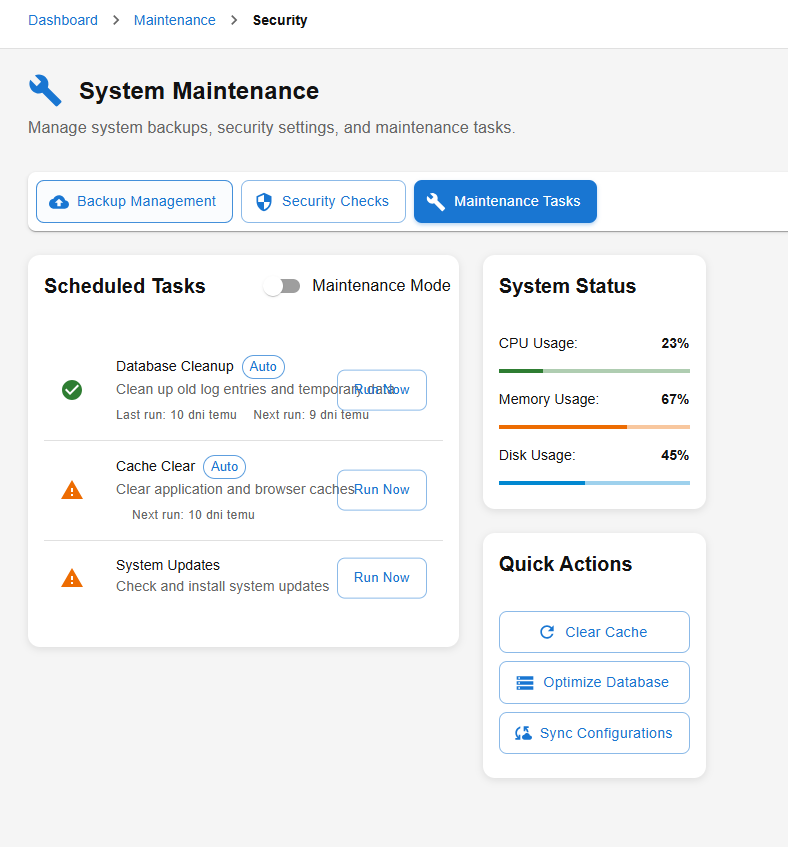 Dashboard > Maintenance > Security
System Maintenance
Manage system backups, security settings, and maintenance tasks.
Backup Management Security Checks Maintenance Tasks
Scheduled Tasks Maintenance Mode
Database Cleanup Auto
Clean up old log entries and temporary data
Run Now
Last run: 10 dni temu Next run: 9 dni temu
Cache Clear Auto
Clear application and browser caches
Run Now
Next run: 10 dni temu
System Updates
Check and install system updates
Run Now
System Status
CPU Usage: 23%
Memory Usage: 67%
Disk Usage: 45%
Quick Actions
Clear Cache
Optimize Database
Sync Configurations